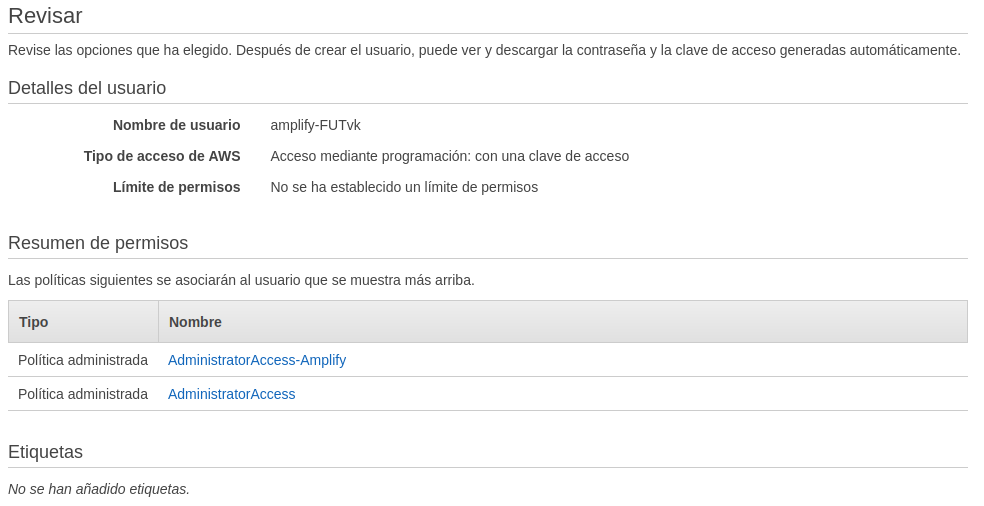 Revisar
Revise las opciones que ha elegido. Después de crear el usuario, puede ver y descargar la contraseña y la clave de acceso generadas automáticamente.
Detalles del usuario
Nombre de usuario amplify-FUTvk
Tipo de acceso de AWS Acceso mediante programación: con una clave de acceso
Límite de permisos No se ha establecido un límite de permisos
Resumen de permisos
Las políticas siguientes se asociarán al usuario que se muestra más arriba.
Tipo Nombre
Política administrada AdministratorAccess-Amplify
Política administrada AdministratorAccess
Etiquetas
No se han añadido etiquetas.